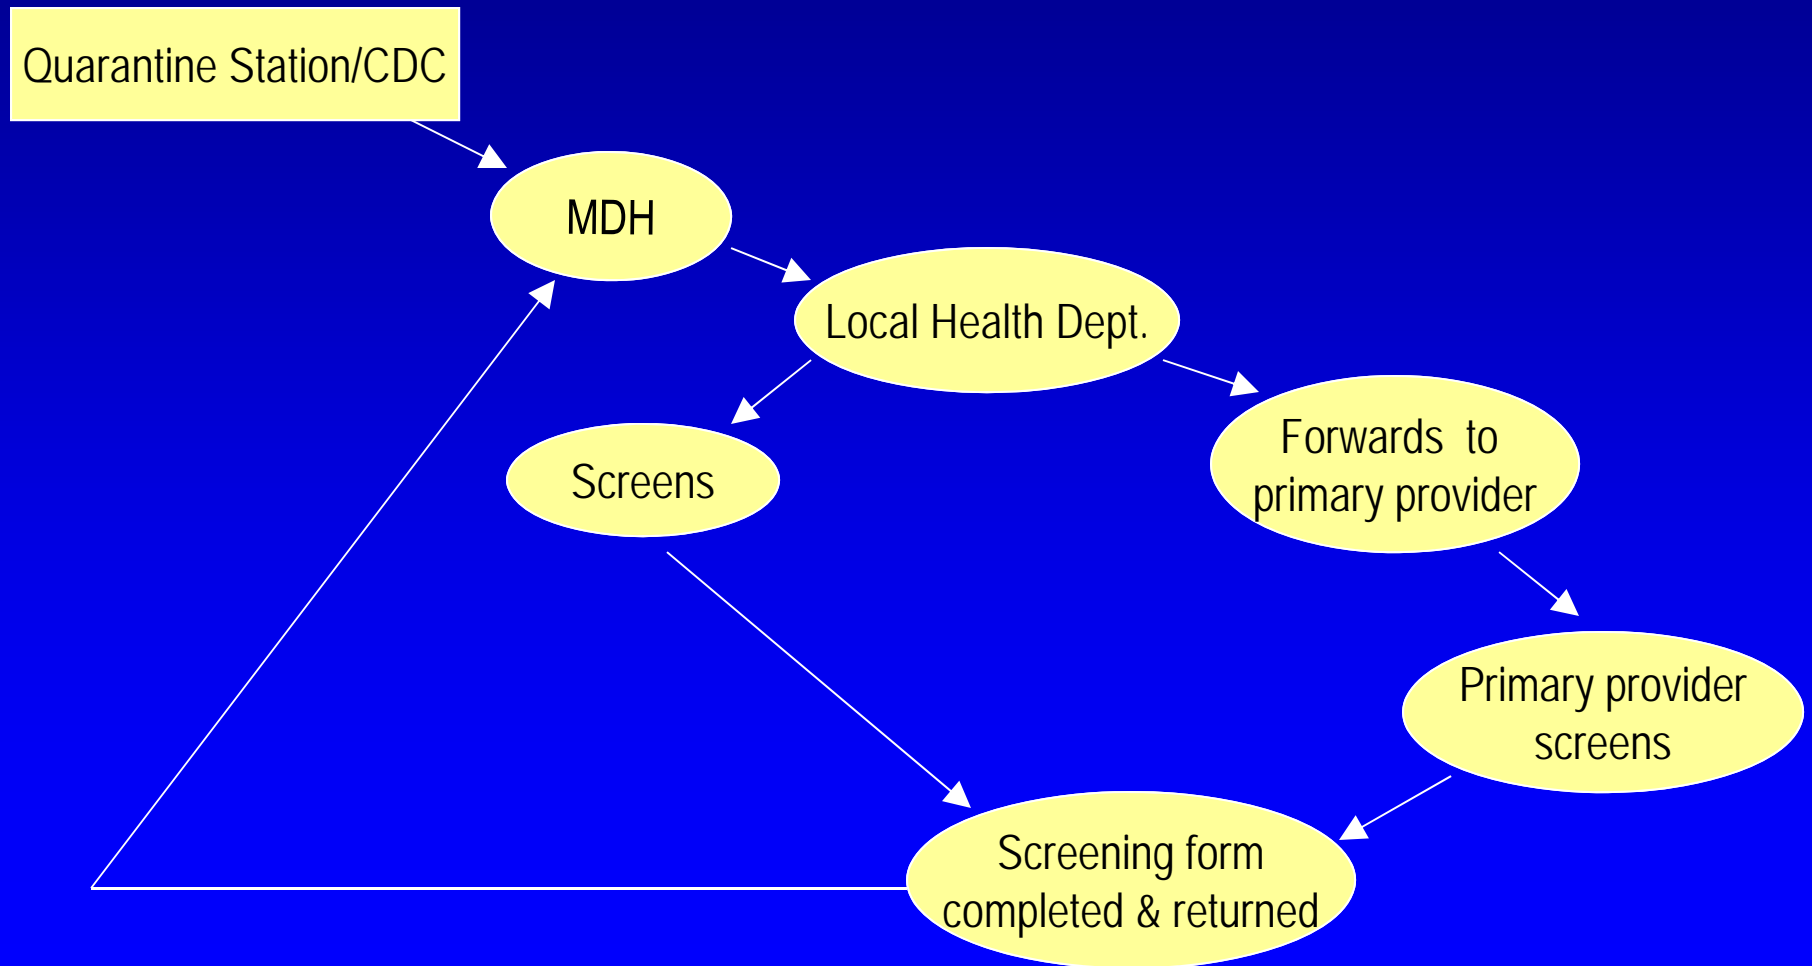 Quarantine Station/CDC
MDH
Local Health Dept.
Screens
Forwards to
primary provider
Primary provider
screens
Screening form
completed & returned